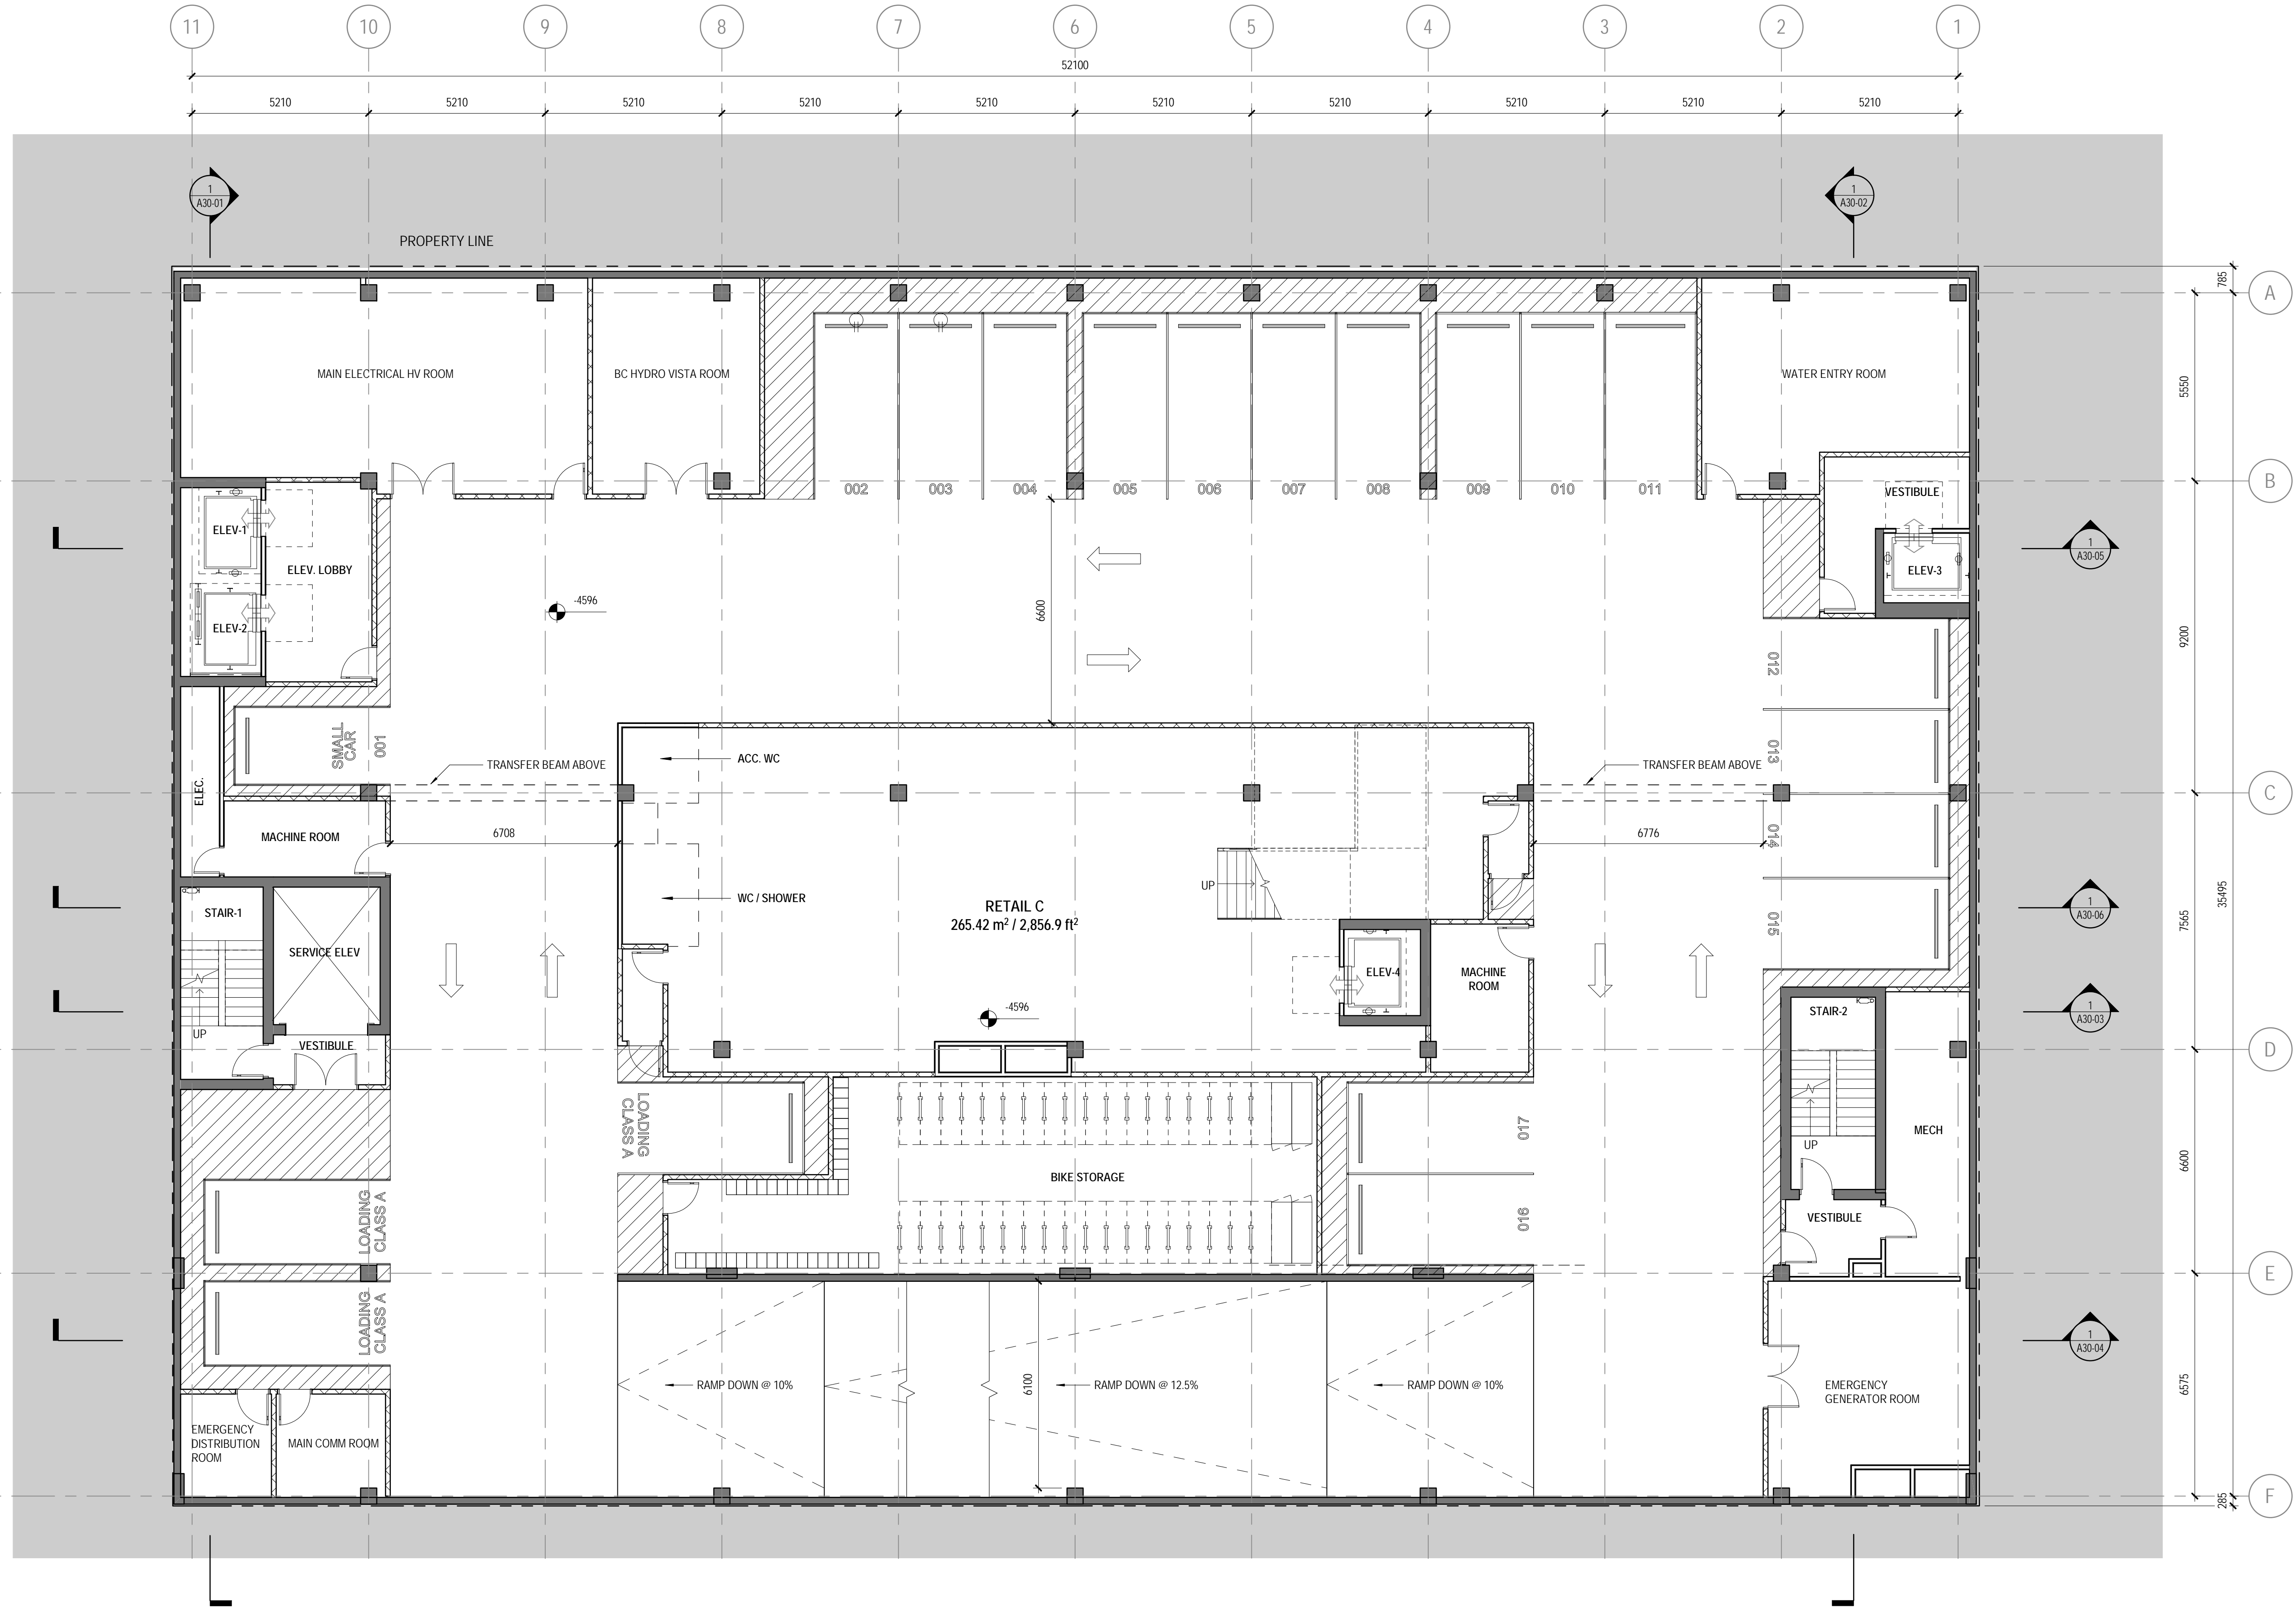 11 10 9 8 7 6 5 4 3 2 1
52100
5210 5210 5210 5210 5210 5210 5210 5210 5210 5210
1
A30-01
1
A30-02
PROPERTY LINE
785
A
MAIN ELECTRICAL HV ROOM
BC HYDRO VISTA ROOM
WATER ENTRY ROOM
5550
002 003 004 005 006 007 008 009 010 011
B
VESTIBULE
ELEV-1
ELEV. LOBBY
ELEV-2
-4596
6600
ELEV-3
1
A30-05
9200
012
013
014
015
SMALL
CAR
001
ELEC.
TRANSFER BEAM ABOVE
ACC. WC
TRANSFER BEAM ABOVE
C
MACHINE ROOM
6708
6776
WC / SHOWER
UP
RETAIL C
265.42 m² / 2,856.9 ft²
STAIR-1
SERVICE ELEV
UP
VESTIBULE
ELEV-4
MACHINE
ROOM
-4596
1
A30-06
7565
35495
STAIR-2
1
A30-03
D
UP
MECH
LOADING
CLASS A
BIKE STORAGE
017
016
6600
VESTIBULE
LOADING
CLASS A
E
LOADING
CLASS A
RAMP DOWN @ 10%
6100
RAMP DOWN @ 12.5%
RAMP DOWN @ 10%
EMERGENCY
GENERATOR ROOM
1
A30-04
6575
EMERGENCY
DISTRIBUTION
ROOM
MAIN COMM ROOM
285
F